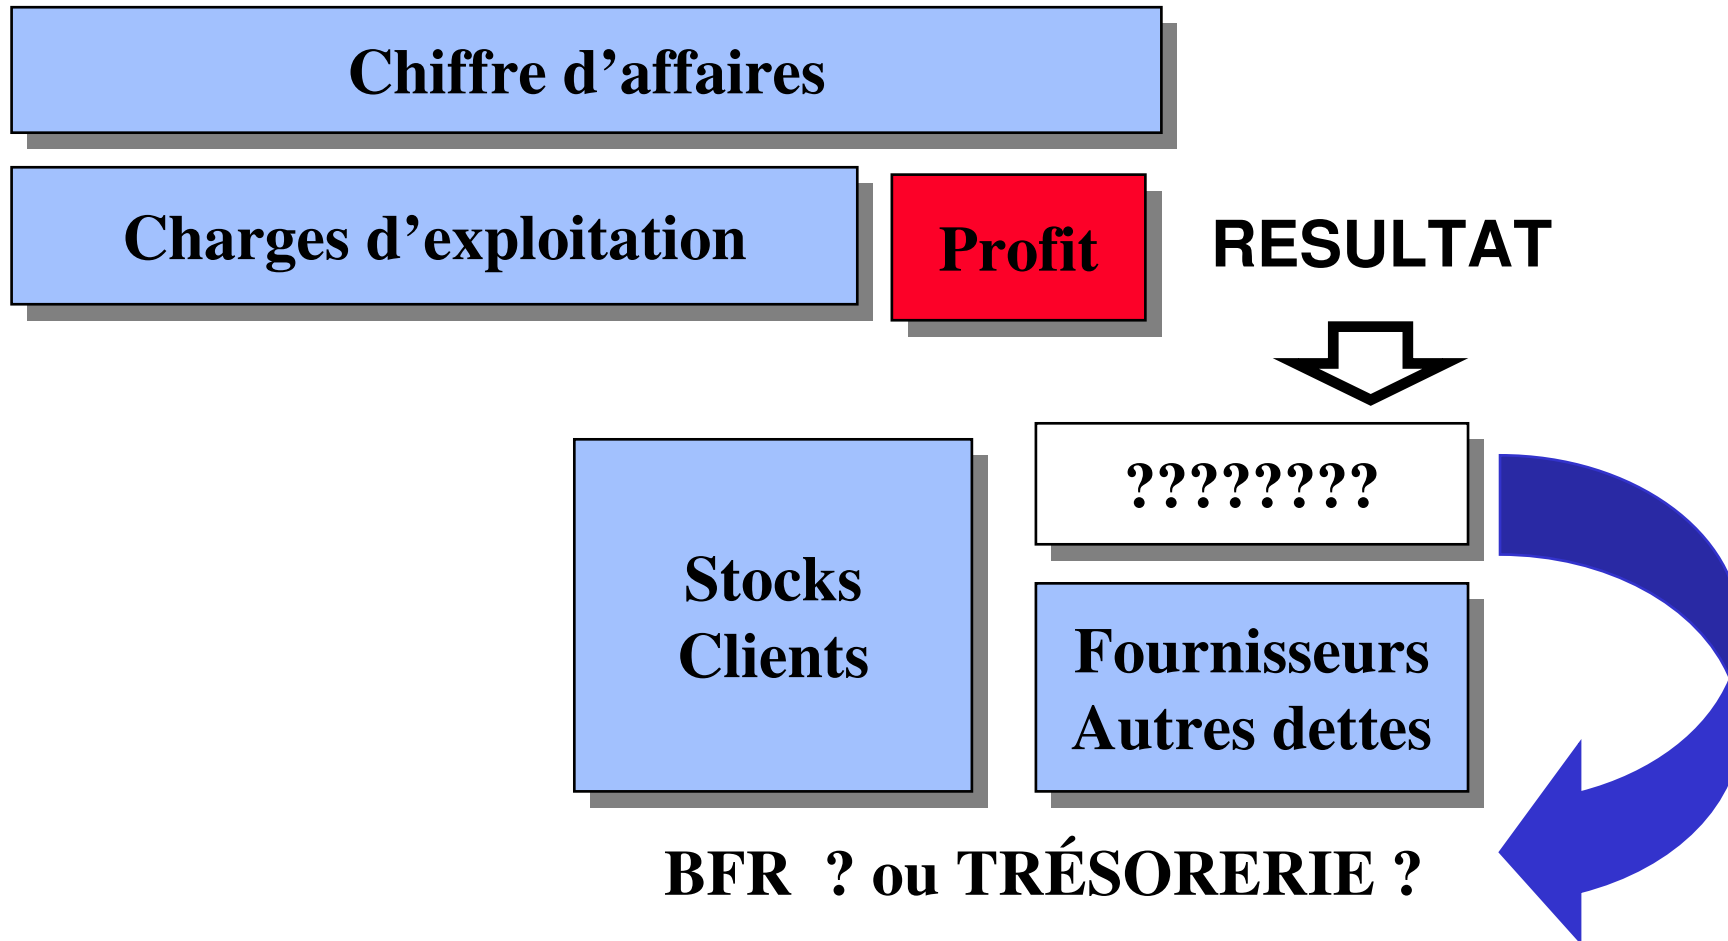 Chiffre d’affaires
Charges d’exploitation
Profit
RESULTAT
????????
Stocks
Clients
Fournisseurs
Autres dettes
BFR ? ou TRÉSORERIE ?